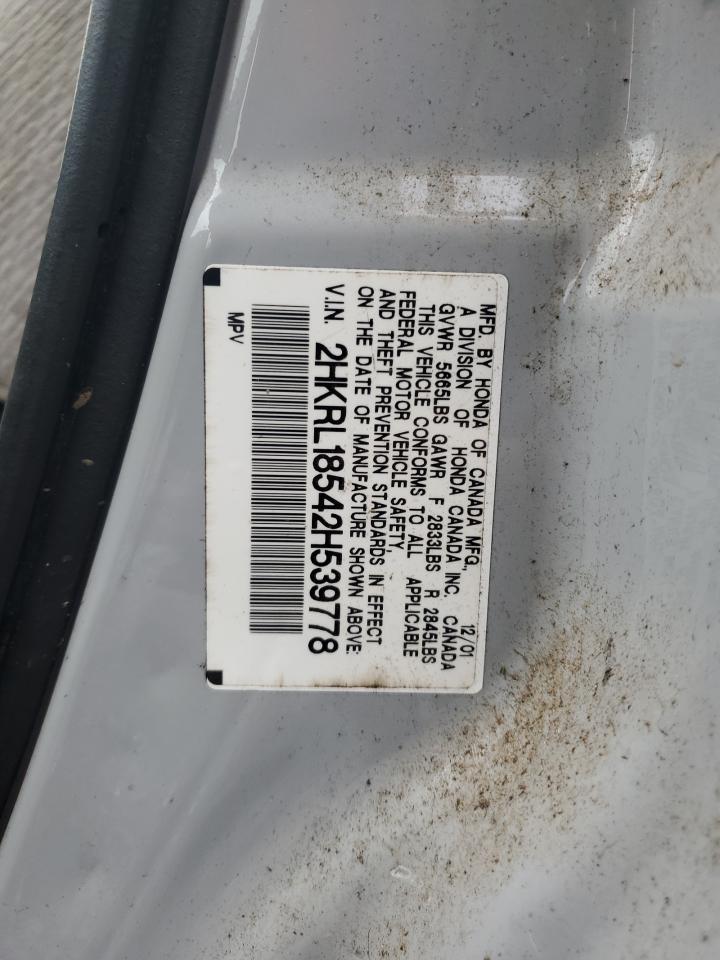 MFD. BY HONDA OF CANADA MFG., 12/01
A DIVISION OF HONDA CANADA INC, CANADA
GVWR 5665LBS GAWR F 2833LBS R 2845LBS
THIS VEHICLE CONFORMS TO ALL APPLICABLE
FEDERAL MOTOR VEHICLE SAFETY,
AND THEFT PREVENTION STANDARDS IN EFFECT
ON THE DATE OF MANUFACTURE SHOWN ABOVE:
V.I.N. 2HKRL18542H539778
MPV